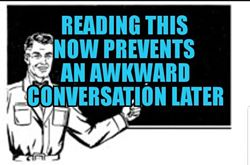 READING THIS
NOW PREVENTS
AN AWKWARD
CONVERSATION LATER